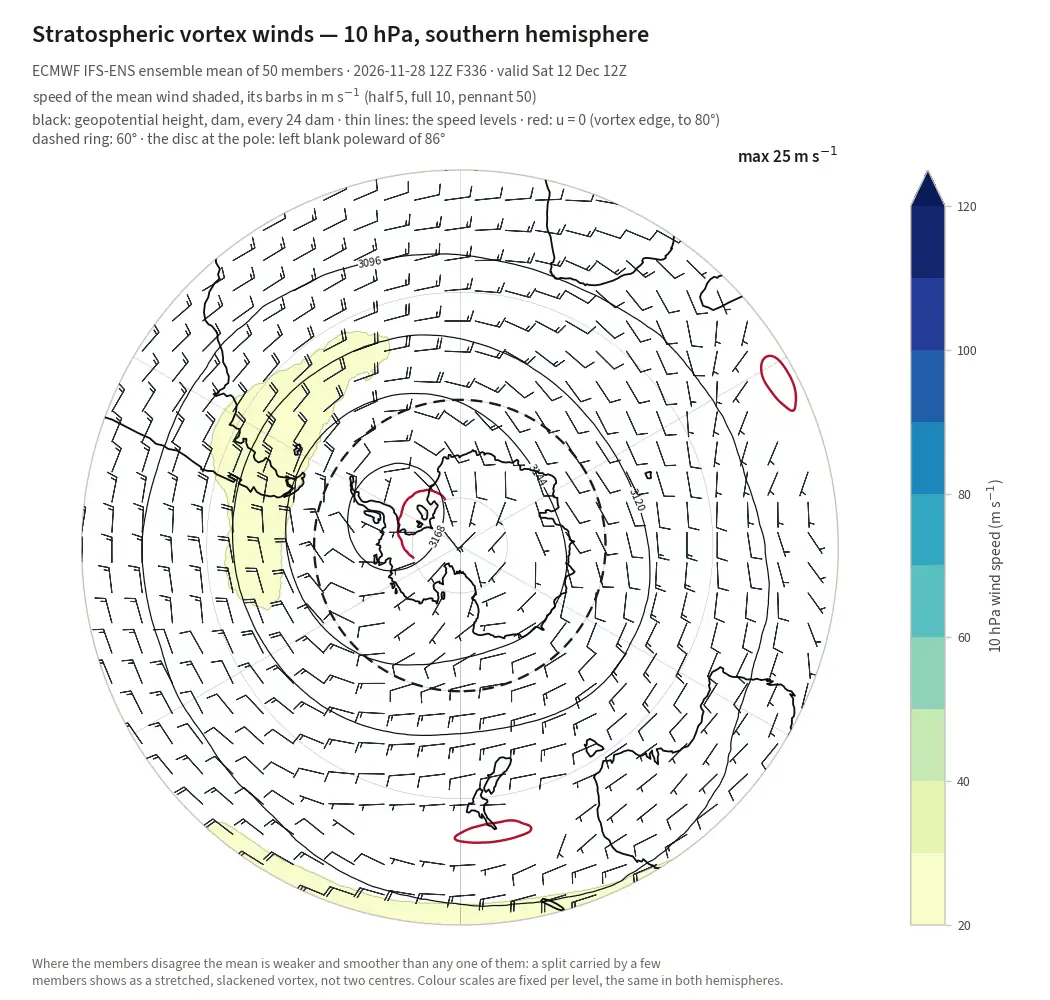 Stratospheric vortex winds — 10 hPa, southern hemisphere
ECMWF IFS-ENS ensemble mean of 50 members · 2026-11-28 12Z F336 · valid Sat 12 Dec 12Z
speed of the mean wind shaded, its barbs in m s⁻¹ (half 5, full 10, pennant 50)
black: geopotential height, dam, every 24 dam · thin lines: the speed levels · red: u = 0 (vortex edge, to 80°)
dashed ring: 60° · the disc at the pole: left blank poleward of 86°
max 25 m s⁻¹
120
100
80
60
40
20
10 hPa wind speed (m s⁻¹)
3096
3144
3120
3168
Where the members disagree the mean is weaker and smoother than any one of them: a split carried by a few
members shows as a stretched, slackened vortex, not two centres. Colour scales are fixed per level, the same in both hemispheres.